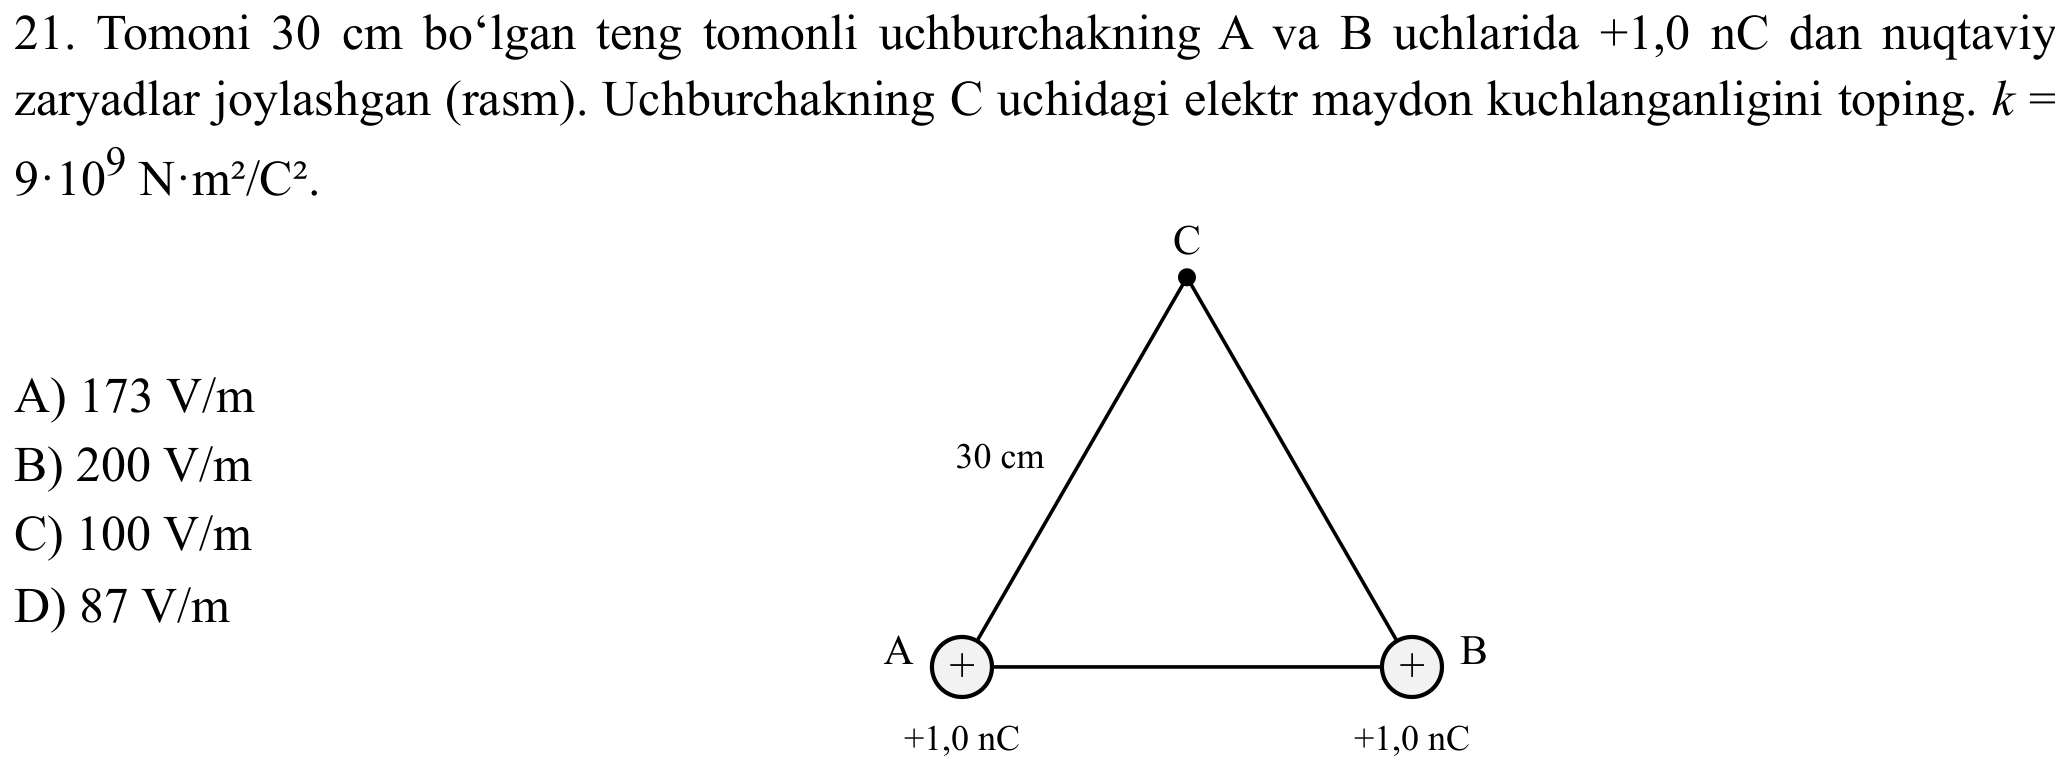 21. Tomoni 30 cm bo‘lgan teng tomonli uchburchakning A va B uchlarida +1,0 nC dan nuqtaviy
zaryadlar joylashgan (rasm). Uchburchakning C uchidagi elektr maydon kuchlanganligini toping. k =
9·10⁹ N·m²/C².
C
A) 173 V/m
B) 200 V/m
30 cm
C) 100 V/m
D) 87 V/m
A + + B
+1,0 nC +1,0 nC